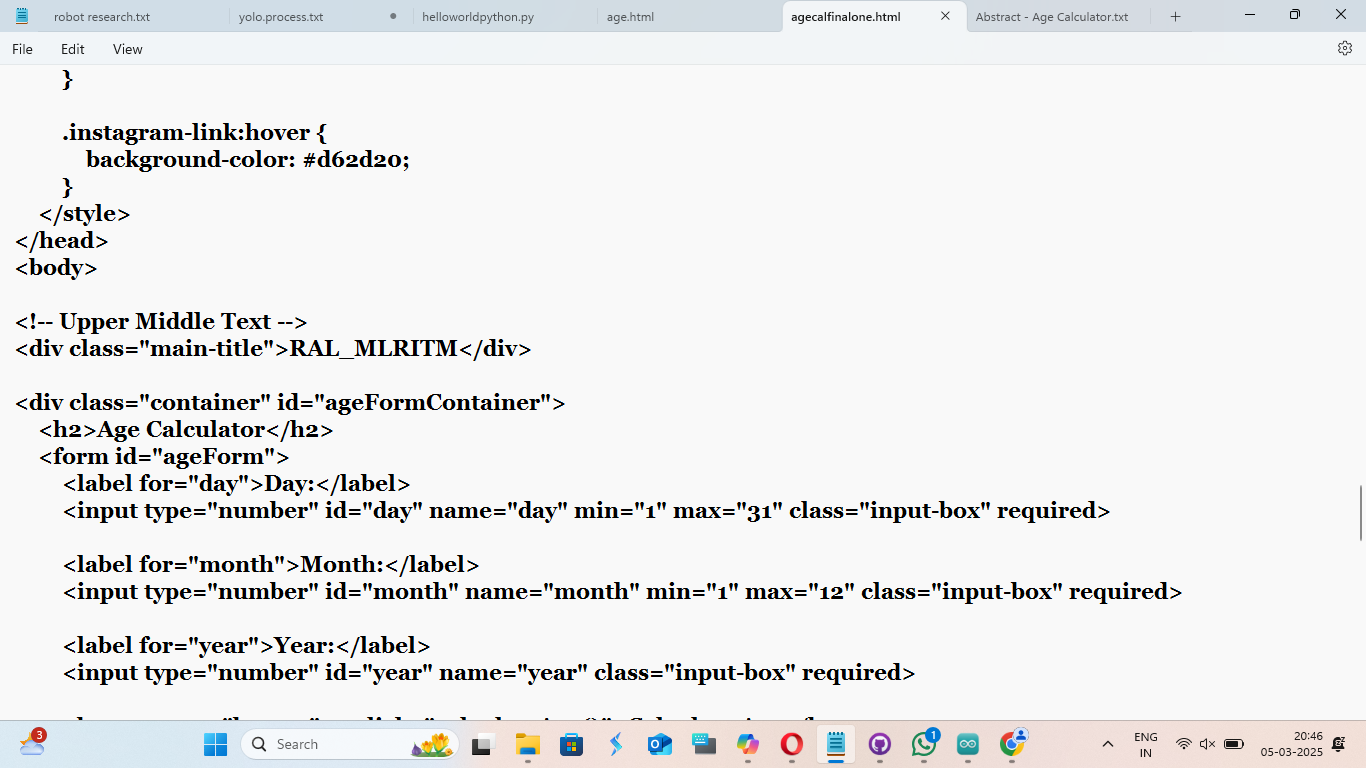 robot research.txt
yolo.process.txt
helloworldpython.py
age.html
agecalfinalone.html
Abstract - Age Calculator.txt
File
Edit
View
}
.instagram-link:hover {
background-color: #d62d20;
}
</style>
</head>
<body>
<!-- Upper Middle Text -->
<div class="main-title">RAL_MLRITM</div>
<div class="container" id="ageFormContainer">
<h2>Age Calculator</h2>
<form id="ageForm">
<label for="day">Day:</label>
<input type="number" id="day" name="day" min="1" max="31" class="input-box" required>
<label for="month">Month:</label>
<input type="number" id="month" name="month" min="1" max="12" class="input-box" required>
<label for="year">Year:</label>
<input type="number" id="year" name="year" class="input-box" required>
3
Search
1
ENG
IN
20:46
05-03-2025